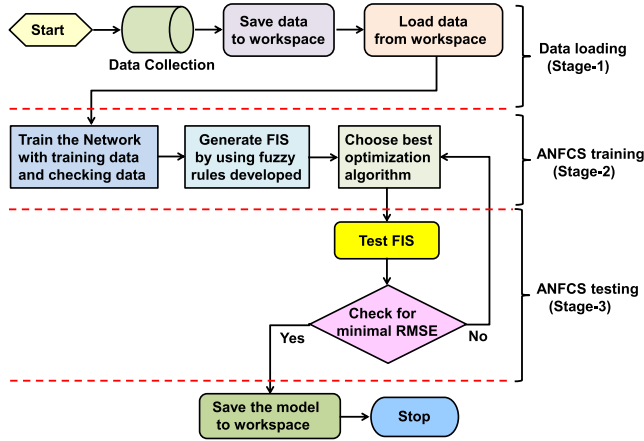 Start
Data Collection
Save data
to workspace
Load data
from workspace
Data loading
(Stage-1)
Train the Network
with training data
and checking data
Generate FIS
by using fuzzy
rules developed
Choose best
optimization
algorithm
ANFCS training
(Stage-2)
Test FIS
Check for
minimal RMSE
Yes
No
ANFCS testing
(Stage-3)
Save the model
to workspace
Stop